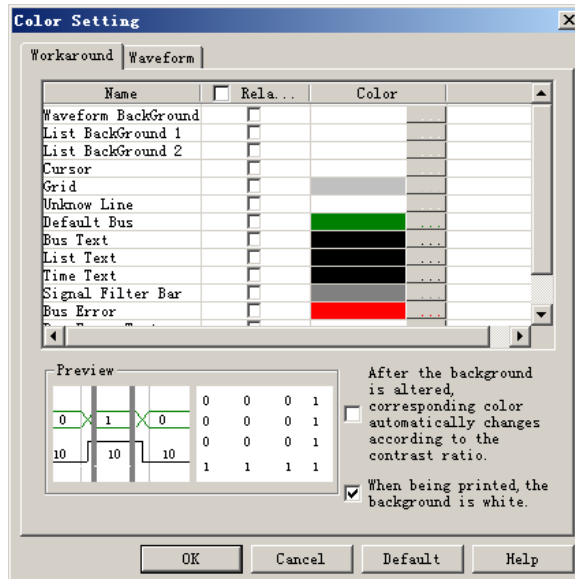 Color Setting
Workaround Waveform
Name Rela... Color
Waveform BackGround ...
List BackGround 1 ...
List BackGround 2 ...
Cursor ...
Grid ...
Unknow Line ...
Default Bus ...
Bus Text ...
List Text ...
Time Text ...
Signal Filter Bar ...
Bus Error ...
Preview
0 1 0
10 10 10
0 0 0 1
0 0 0 1
0 0 0 1
1 1 1 1
After the background
is altered,
corresponding color
automatically changes
according to the
contrast ratio.
When being printed, the
background is white.
OK Cancel Default Help